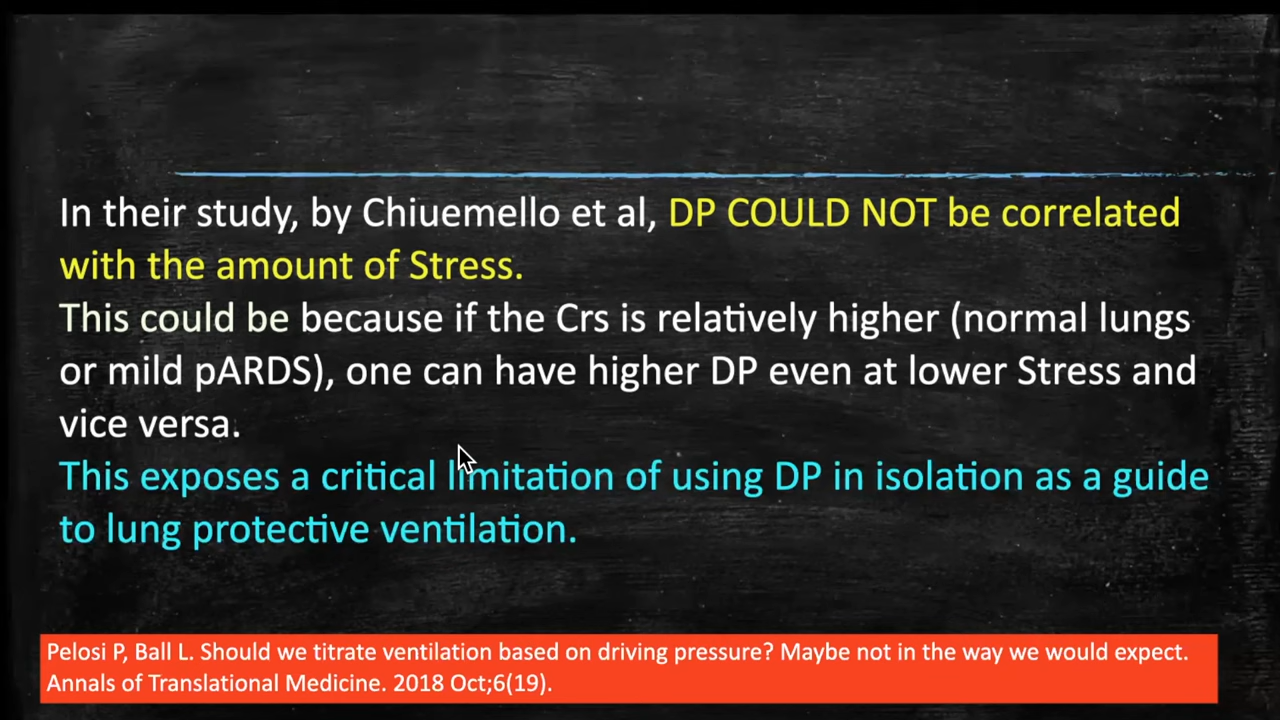 In their study, by Chiuemello et al, DP COULD NOT be correlated
with the amount of Stress.
This could be because if the Crs is relatively higher (normal lungs
or mild pARDS), one can have higher DP even at lower Stress and
vice versa.
This exposes a critical limitation of using DP in isolation as a guide
to lung protective ventilation.
Pelosi P, Ball L. Should we titrate ventilation based on driving pressure? Maybe not in the way we would expect.
Annals of Translational Medicine. 2018 Oct;6(19).